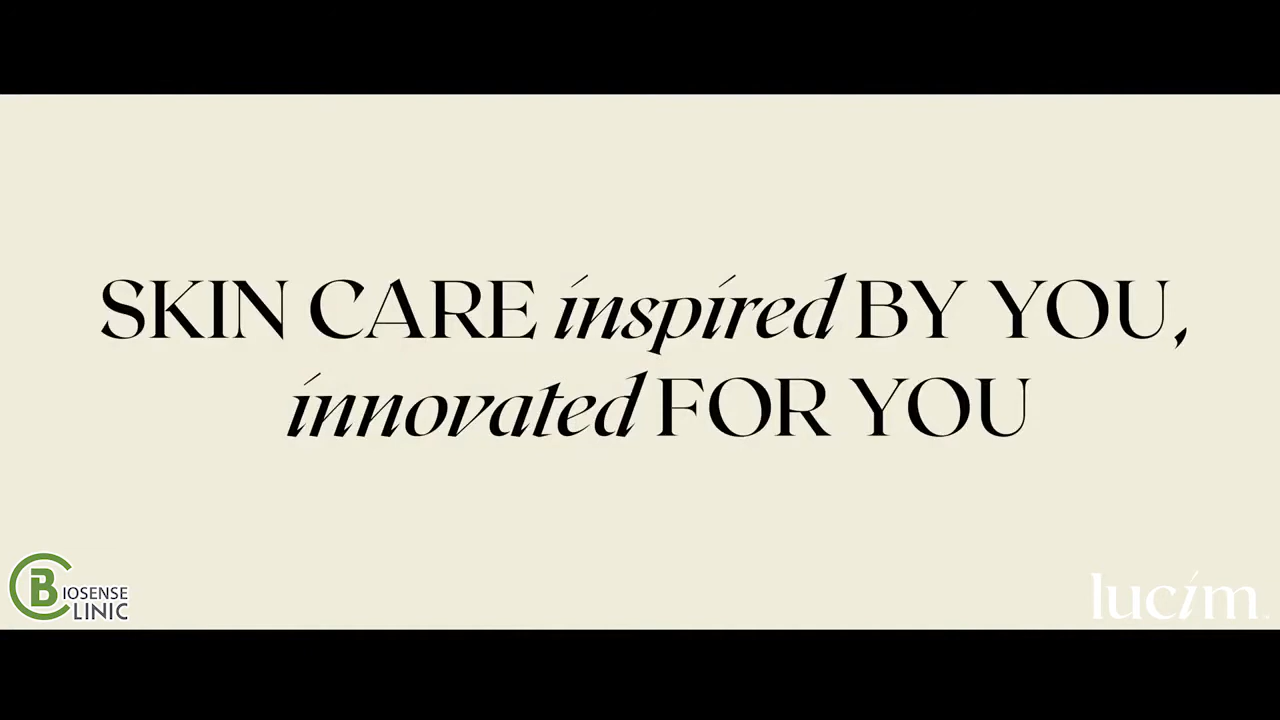 SKIN CARE inspired BY YOU,
innovated FOR YOU
BIOSENSE
CLINIC
lucim.